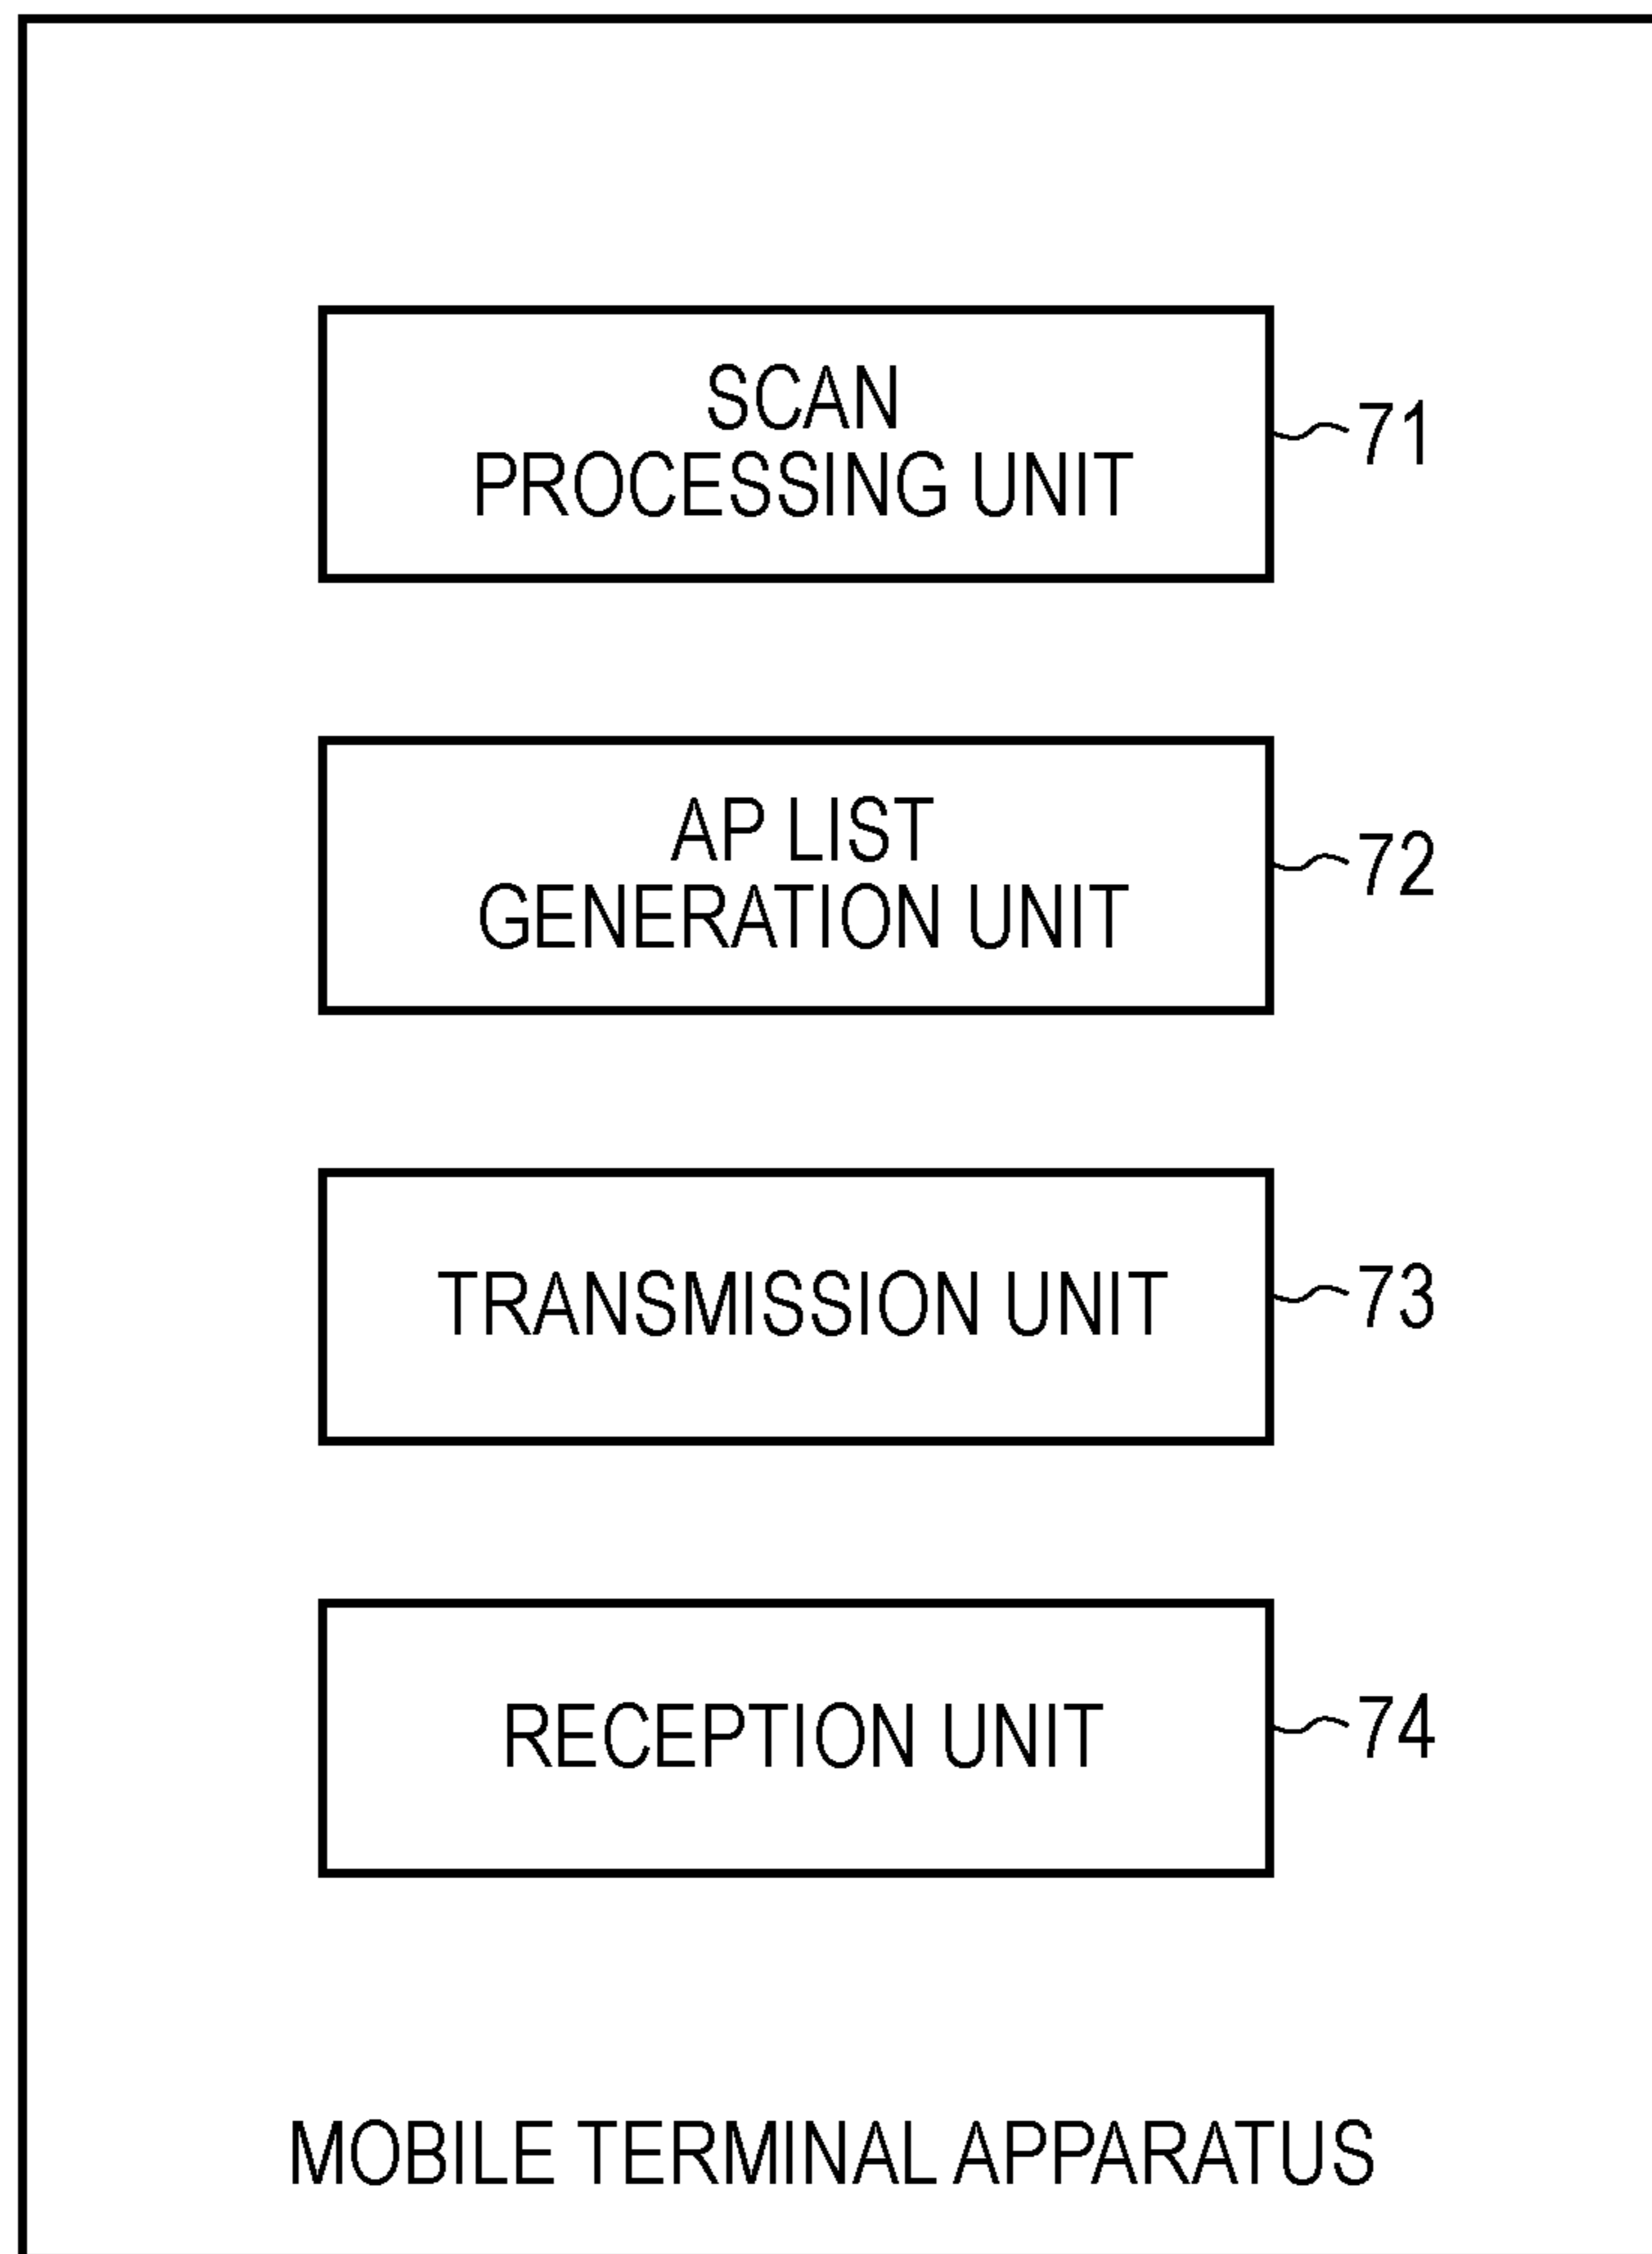 SCAN
PROCESSING UNIT
71
AP LIST
GENERATION UNIT
72
TRANSMISSION UNIT
73
RECEPTION UNIT
74
MOBILE TERMINAL APPARATUS